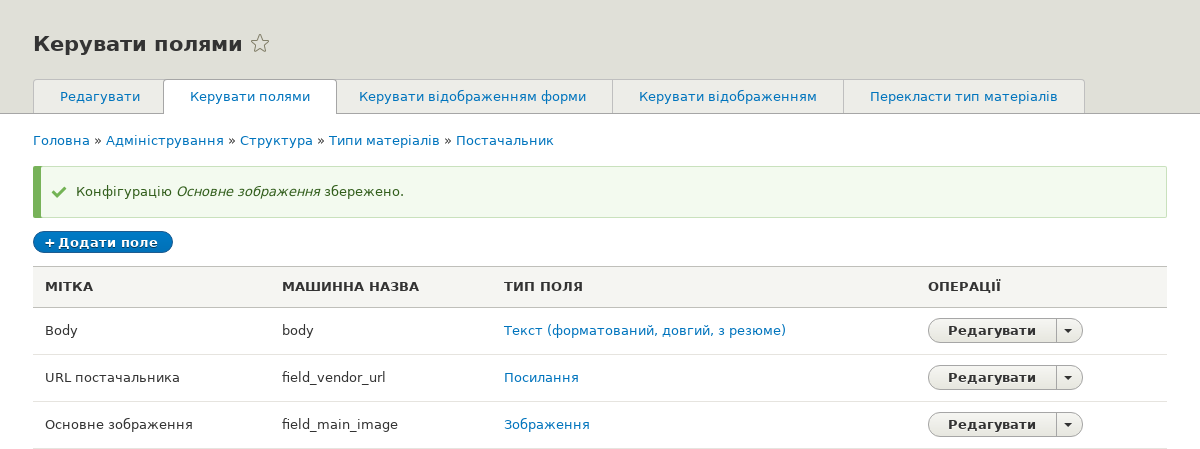 Керувати полями
Редагувати Керувати полями Керувати відображенням форми Керувати відображенням Перекласти тип матеріалів
Головна » Адміністрування » Структура » Типи матеріалів » Постачальник
Конфігурацію Основне зображення збережено.
+ Додати поле
МІТКА МАШИННА НАЗВА ТИП ПОЛЯ ОПЕРАЦІЇ
Body body Текст (форматований, довгий, з резюме) Редагувати
URL постачальника field_vendor_url Посилання Редагувати
Основне зображення field_main_image Зображення Редагувати